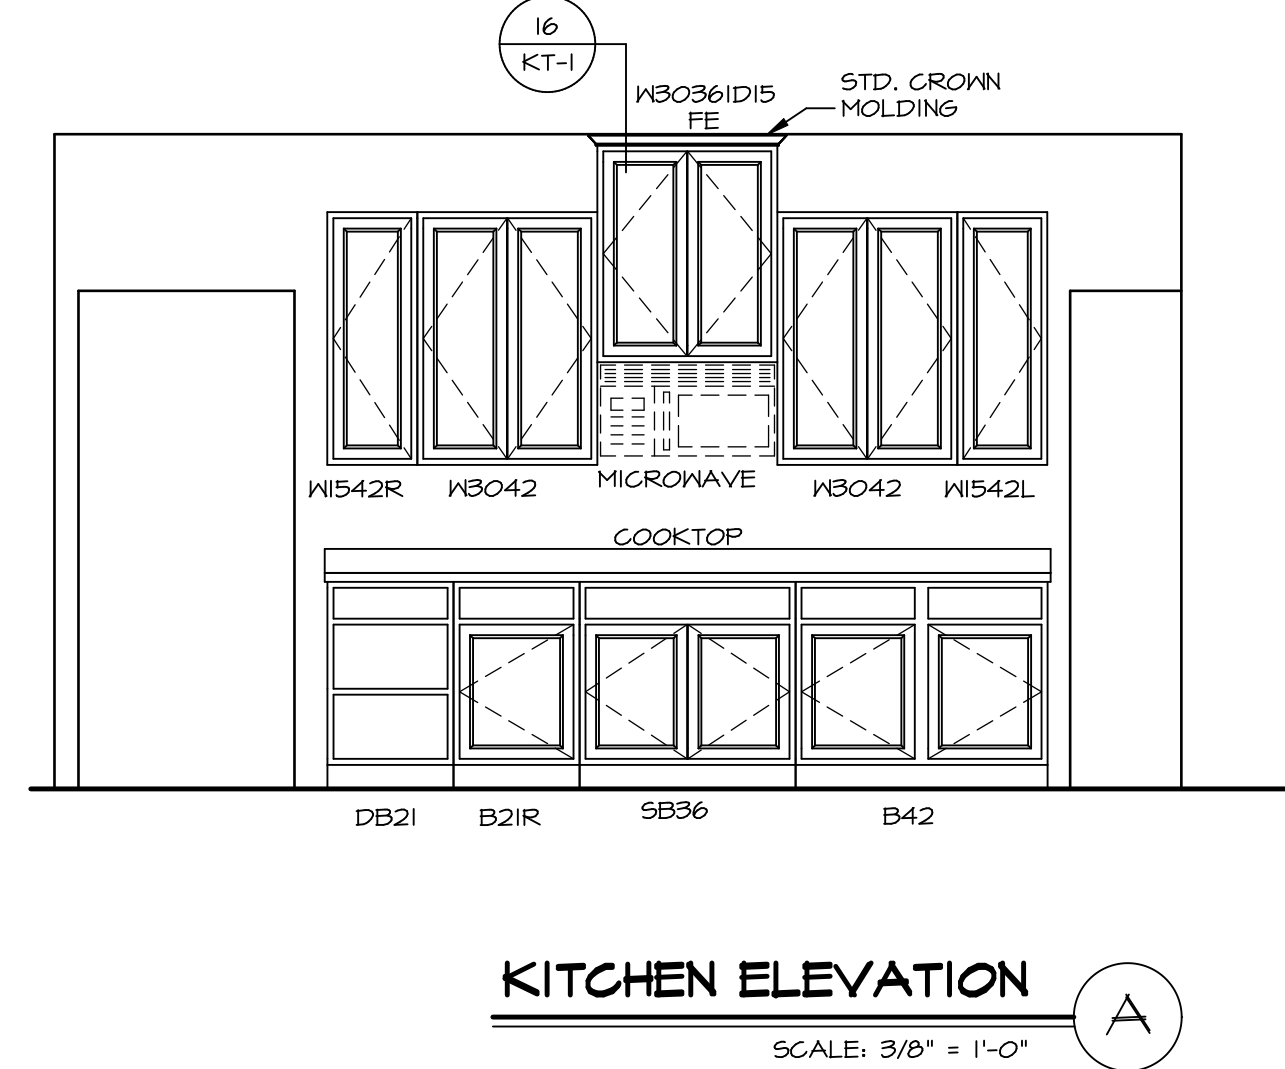 16
KT-1
W30361D15
FE
STD. CROWN
MOLDING
W1542R
W3042
MICROWAVE
W3042
W1542L
COOKTOP
DB21
B21R
SB36
B42
KITCHEN ELEVATION
A
SCALE: 3/8" = 1'-0"